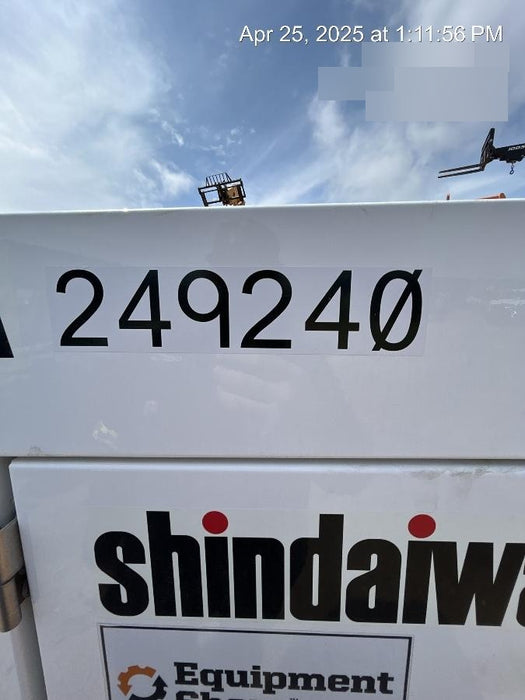 Apr 25, 2025 at 1:11:56 PM
249240
shindaiwa
Equipment